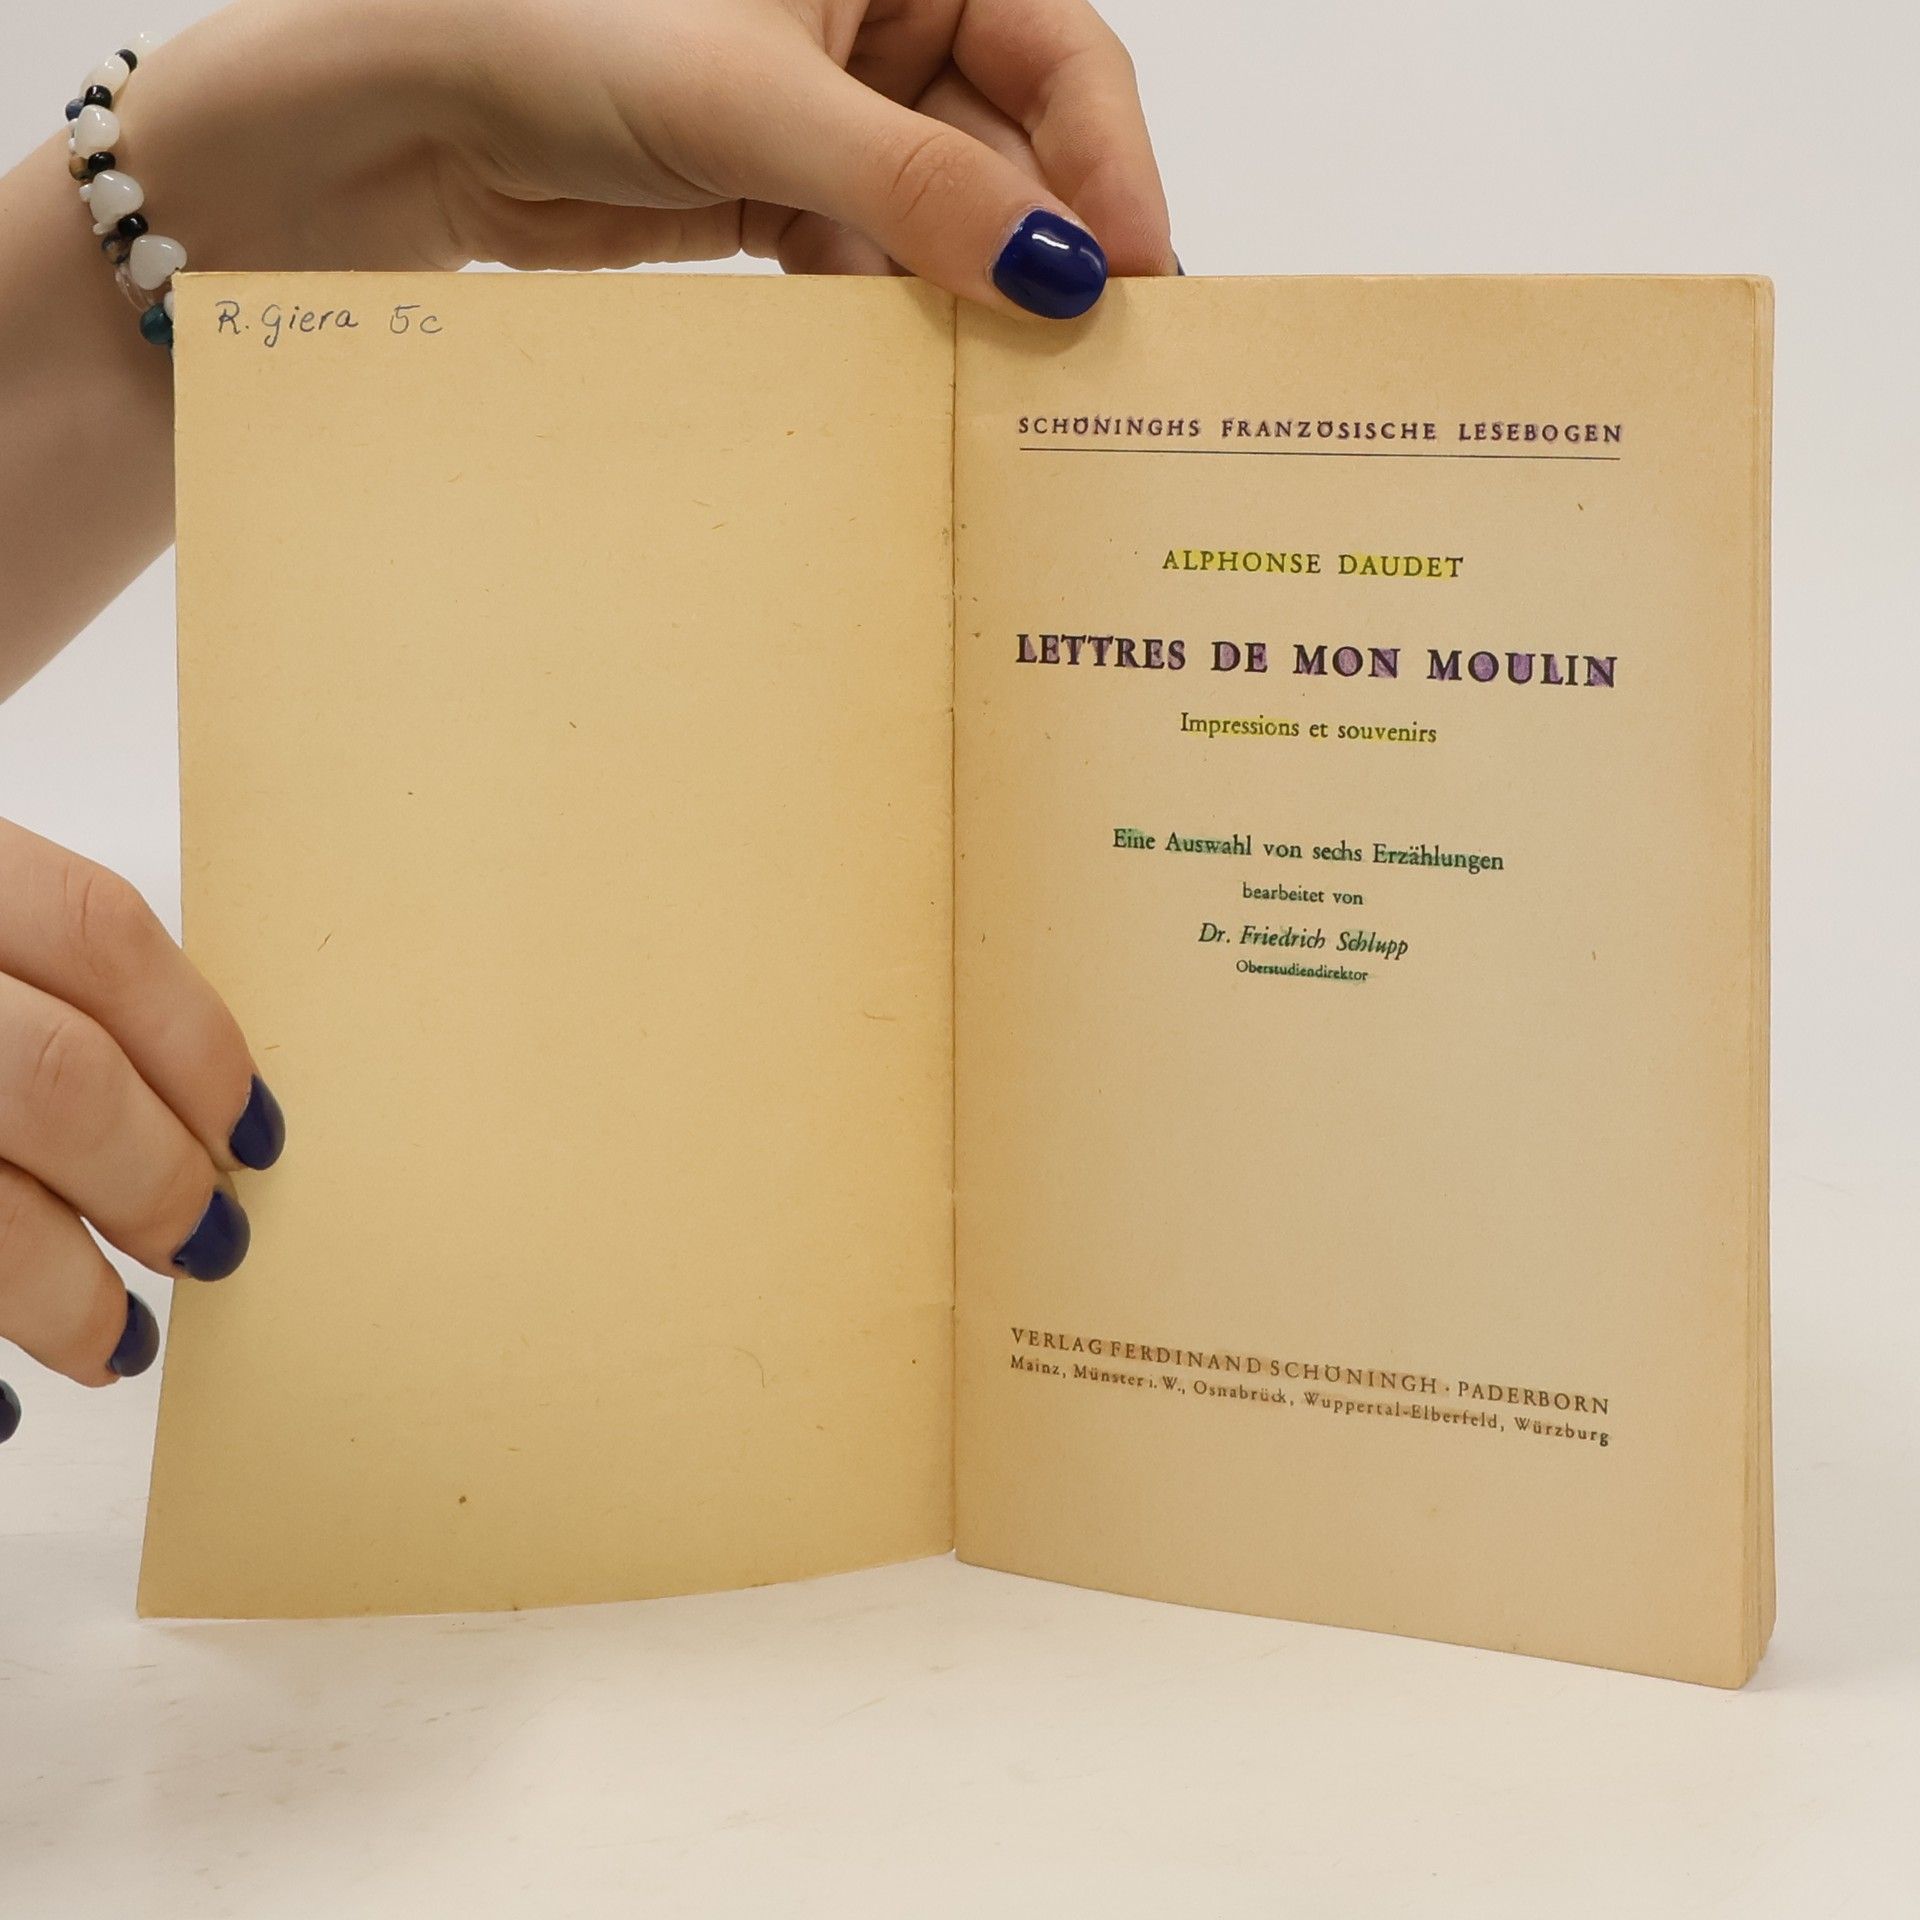 R. Giera 5c
SCHÖNINGHS FRANZÖSISCHE LESEBOGEN
ALPHONSE DAUDET
LETTRES DE MON MOULIN
Impressions et souvenirs
Eine Auswahl von sechs Erzählungen
bearbeitet von
Dr. Friedrich Schlupp
Oberstudiendirektor
VERLAG FERDINAND SCHÖNINGH · PADERBORN
Mainz, Münster i. W., Osnabrück, Wuppertal-Elberfeld, Würzburg